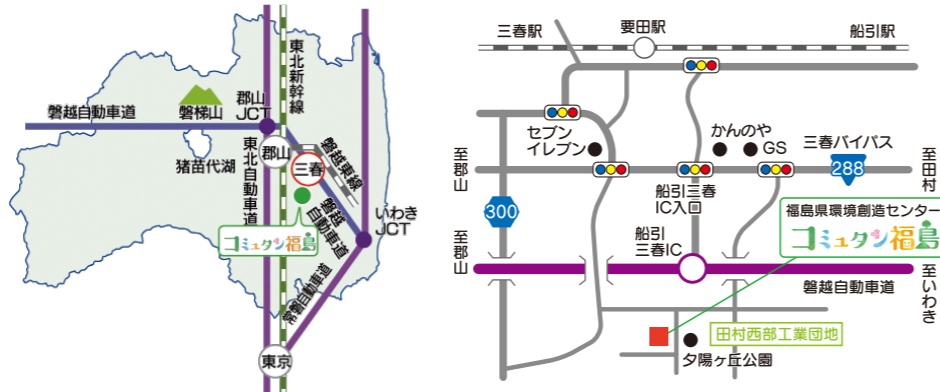 磐越自動車道
磐梯山
郡山
JCT
東北新幹線
猪苗代湖
郡山
三春
磐越東線
東北自動車道
磐越
自動車道
いわき
JCT
コミュタン福島
常磐自動車道
東京
三春駅
要田駅
船引駅
セブン
イレブン
かんのや
GS
三春バイパス
288
至郡山
至田村
300
船引三春
IC入口
福島県環境創造センター
コミュタン福島
船引
三春IC
至郡山
磐越自動車道
至いわき
田村西部工業団地
夕陽ヶ丘公園